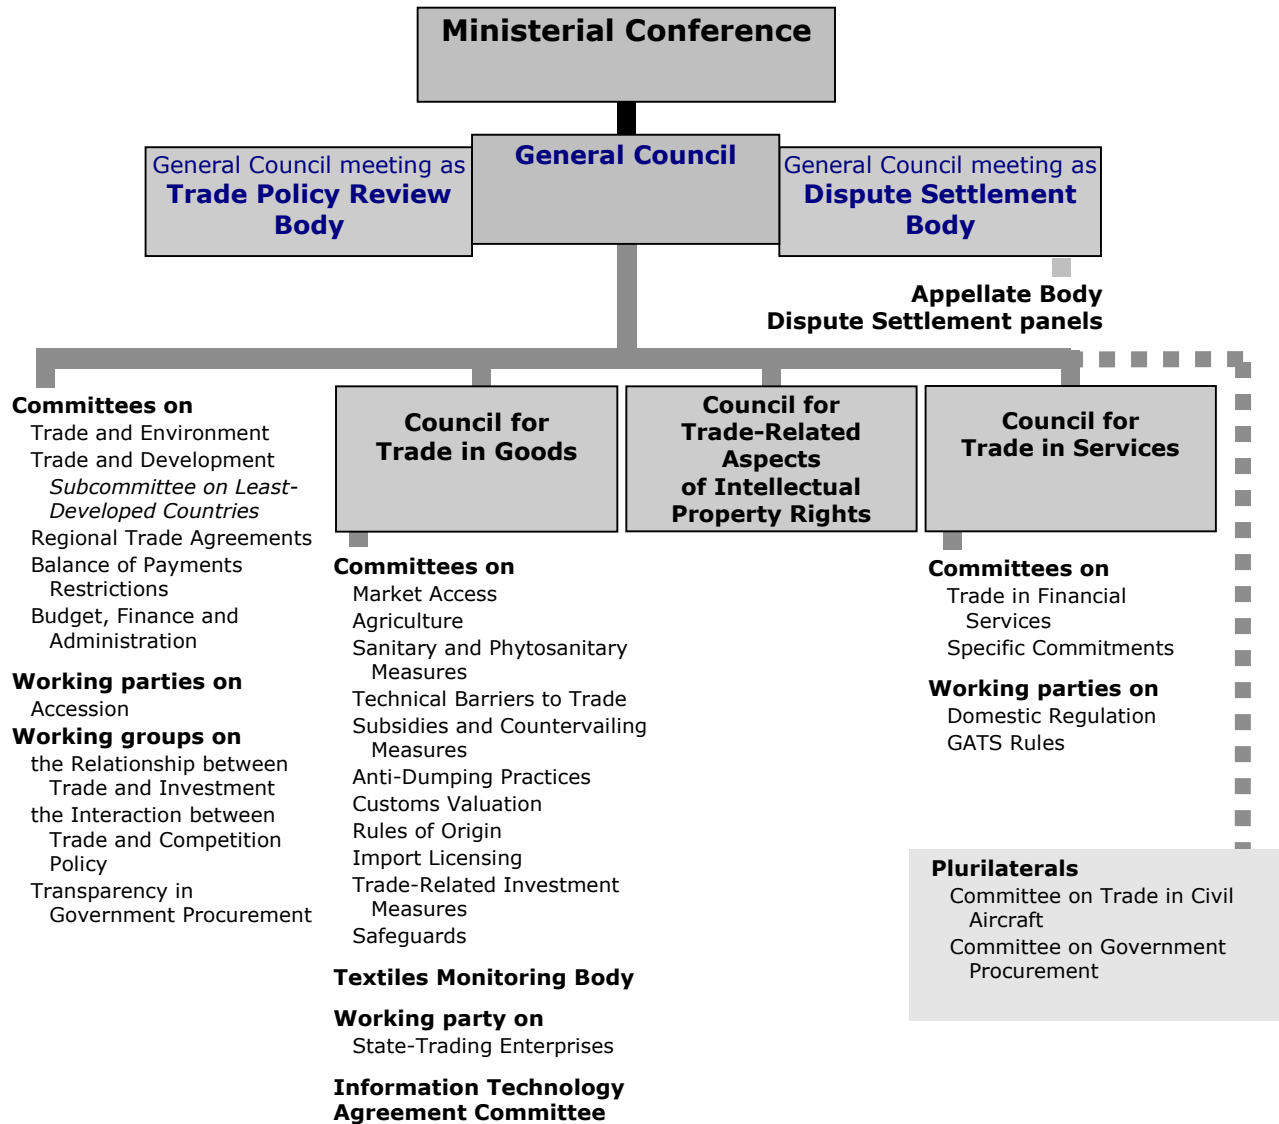 Ministerial Conference
General Council meeting as
Trade Policy Review
Body
General Council
General Council meeting as
Dispute Settlement
Body
Appellate Body
Dispute Settlement panels
Committees on
Trade and Environment
Trade and Development
Subcommittee on Least-
Developed Countries
Regional Trade Agreements
Balance of Payments
Restrictions
Budget, Finance and
Administration
Working parties on
Accession
Working groups on
the Relationship between
Trade and Investment
the Interaction between
Trade and Competition
Policy
Transparency in
Government Procurement
Council for
Trade in Goods
Committees on
Market Access
Agriculture
Sanitary and Phytosanitary
Measures
Technical Barriers to Trade
Subsidies and Countervailing
Measures
Anti-Dumping Practices
Customs Valuation
Rules of Origin
Import Licensing
Trade-Related Investment
Measures
Safeguards
Textiles Monitoring Body
Working party on
State-Trading Enterprises
Information Technology
Agreement Committee
Council for
Trade-Related
Aspects
of Intellectual
Property Rights
Council for
Trade in Services
Committees on
Trade in Financial
Services
Specific Commitments
Working parties on
Domestic Regulation
GATS Rules
Plurilaterals
Committee on Trade in Civil
Aircraft
Committee on Government
Procurement